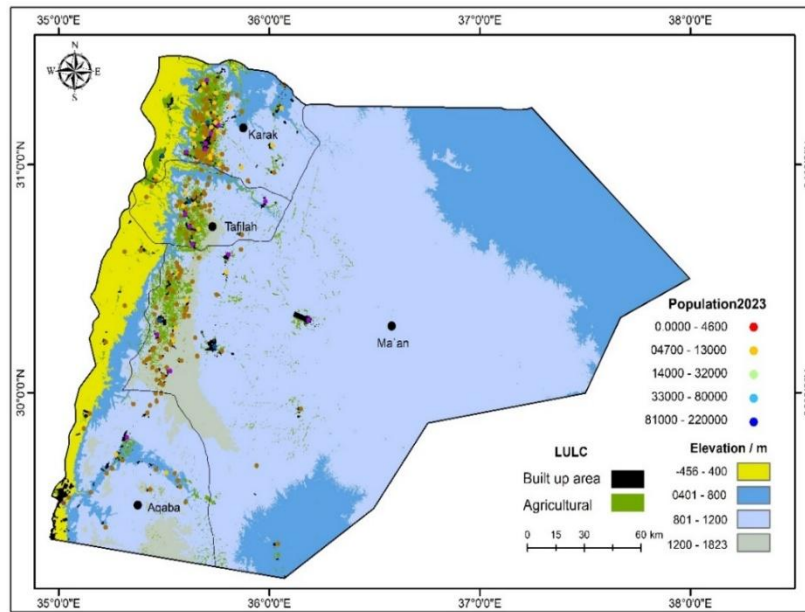 35°0'0"E 36°0'0"E 37°0'0"E 38°0'0"E
N
W E
S
31°0'0"N
30°0'0"N
Karak
Tafilah
Ma'an
Aqaba
Population2023
0.0000 - 4600
04700 - 13000
14000 - 32000
33000 - 80000
81000 - 220000
LULC
Built up area
Agricultural
Elevation / m
-456 - 400
0401 - 800
801 - 1200
1200 - 1823
0 15 30 60 km
35°0'0"E 36°0'0"E 37°0'0"E 38°0'0"E